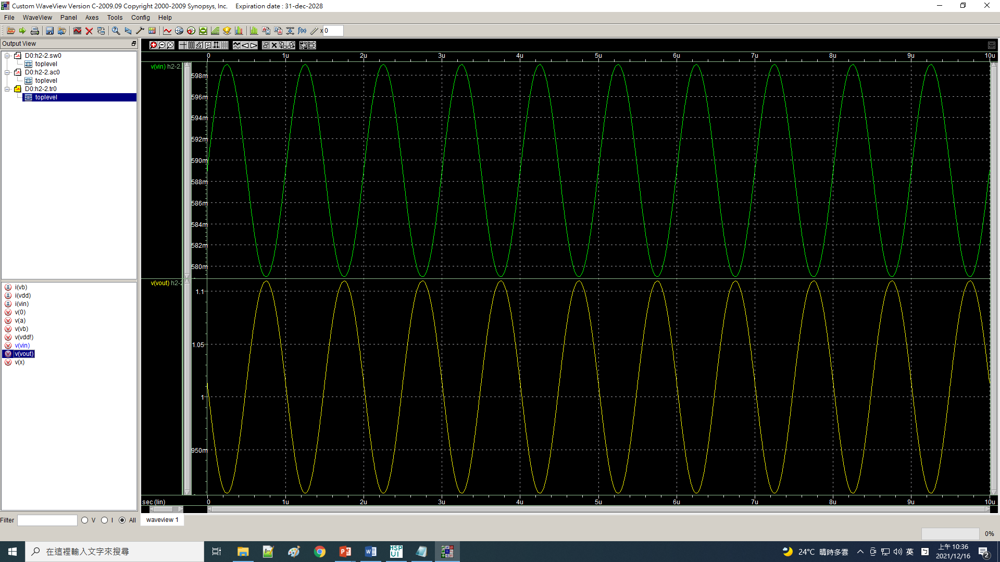 Custom WaveView Version C-2009.09 Copyright 2000-2009 Synopsys, Inc. Expiration date : 31-dec-2028
File WaveView Panel Axes Tools Config Help
f(x) x 0
Output View
D0:h2-2.sw0
toplevel
D0:h2-2.ac0
toplevel
D0:h2-2.tr0
toplevel
i(vb)
i(vdd)
i(vin)
v(0)
v(a)
v(vb)
v(vdd!)
v(vin)
v(vout)
v(x)
Filter V I All
0 1u 2u 3u 4u 5u 6u 7u 8u 9u 10u
v(vin) h2-2.
598m
596m
594m
592m
590m
588m
586m
584m
582m
580m
v(vout) h2-2
1.1
1.05
1
950m
sec (lin) 0 1u 2u 3u 4u 5u 6u 7u 8u 9u 10u
waveview 1
0%
在這裡輸入文字來搜尋
HSP
UI
24°C 晴時多雲
英
上午 10:36
2021/12/16
2